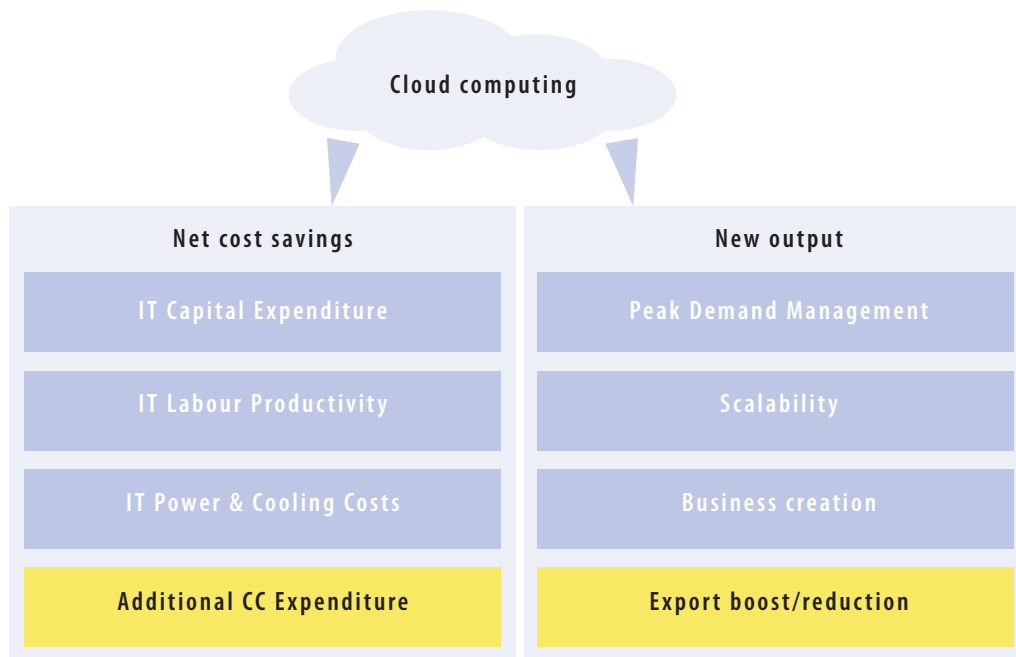 Cloud computing
Net cost savings
IT Capital Expenditure
IT Labour Productivity
IT Power & Cooling Costs
Additional CC Expenditure
New output
Peak Demand Management
Scalability
Business creation
Export boost/reduction